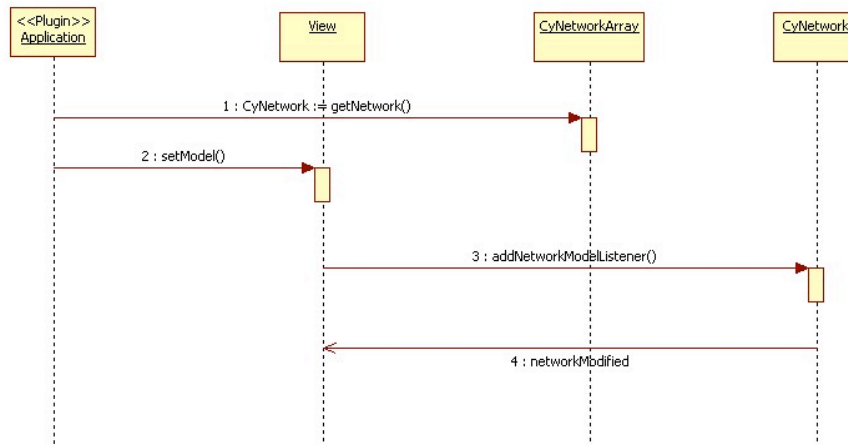 <<Plugin>>
Application
View
CyNetworkArray
CyNetwork
1 : CyNetwork := getNetwork()
2 : setModel()
3 : addNetworkModelListener()
4 : networkModified